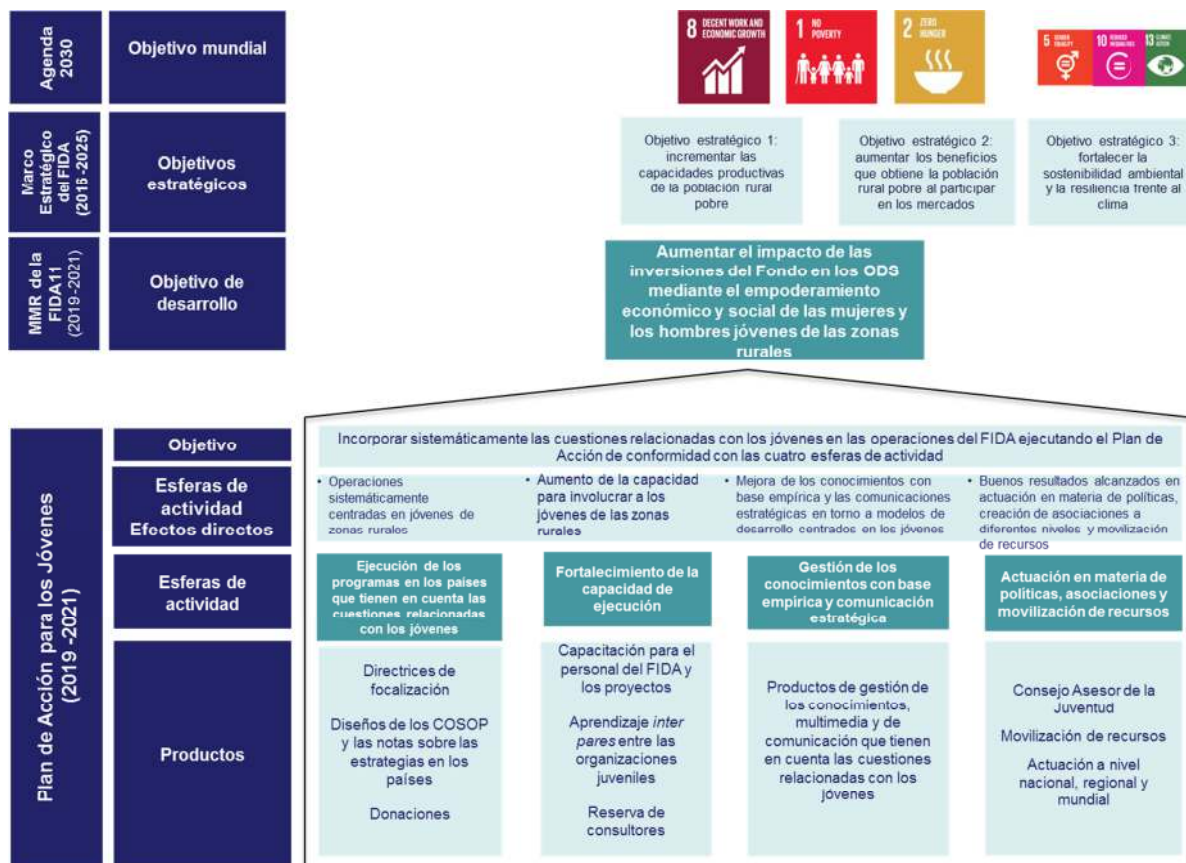 Agenda
2030
Objetivo mundial
8 DECENT WORK AND
ECONOMIC GROWTH
1 NO
POVERTY
2 ZERO
HUNGER
5 GENDER
EQUALITY
10 REDUCED
INEQUALITIES
13 CLIMATE
ACTION
Marco
Estratégico
del FIDA
(2016-2025)
Objetivos
estratégicos
Objetivo estratégico 1:
incrementar las
capacidades productivas
de la población rural
pobre
Objetivo estratégico 2:
aumentar los beneficios
que obtiene la población
rural pobre al participar
en los mercados
Objetivo estratégico 3:
fortalecer la
sostenibilidad ambiental
y la resiliencia frente al
clima
MMR de la
FIDA11
(2019-2021)
Objetivo de
desarrollo
Aumentar el impacto de las
inversiones del Fondo en los ODS
mediante el empoderamiento
económico y social de las mujeres y
los hombres jóvenes de las zonas
rurales
Plan de Acción para los Jóvenes
(2019 -2021)
Objetivo
Incorporar sistemáticamente las cuestiones relacionadas con los jóvenes en las operaciones del FIDA ejecutando el Plan de
Acción de conformidad con las cuatro esferas de actividad
Esferas de
actividad
Efectos directos
• Operaciones
sistemáticamente
centradas en jóvenes de
zonas rurales
• Aumento de la capacidad
para involucrar a los
jóvenes de las zonas
rurales
• Mejora de los conocimientos con
base empírica y las comunicaciones
estratégicas en torno a modelos de
desarrollo centrados en los jóvenes
• Buenos resultados alcanzados en
actuación en materia de políticas,
creación de asociaciones a
diferentes niveles y movilización
de recursos
Esferas de
actividad
Ejecución de los
programas en los países
que tienen en cuenta las
cuestiones relacionadas
con los jóvenes
Fortalecimiento de la
capacidad de
ejecución
Gestión de los
conocimientos con base
empírica y comunicación
estratégica
Actuación en materia de
políticas, asociaciones y
movilización de recursos
Productos
Directrices de
focalización
Diseños de los COSOP
y las notas sobre las
estrategias en los
países
Donaciones
Capacitación para el
personal del FIDA y
los proyectos
Aprendizaje inter
pares entre las
organizaciones
juveniles
Reserva de
consultores
Productos de gestión de
los conocimientos,
multimedia y de
comunicación que tienen
en cuenta las cuestiones
relacionadas con los
jóvenes
Consejo Asesor de la
Juventud
Movilización de recursos
Actuación a nivel
nacional, regional y
mundial